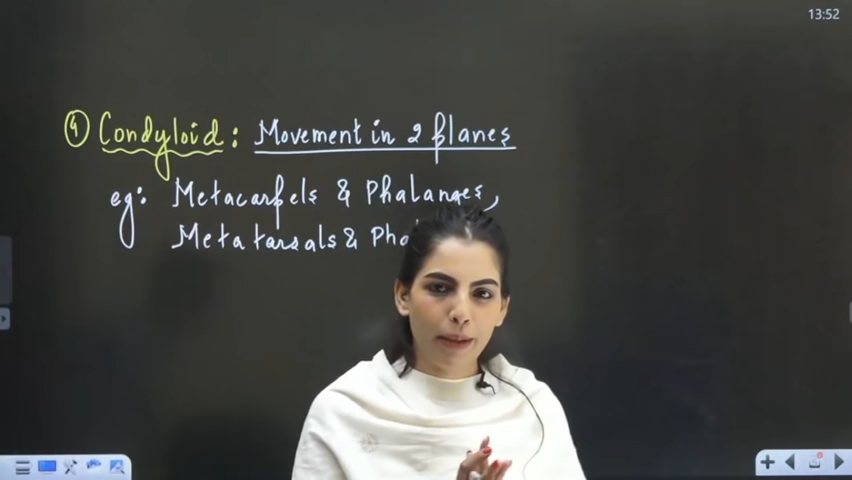 13:52
④ Condyloid: Movement in 2 planes
eg: Metacarpels & Phalanges,
Metatarsals &